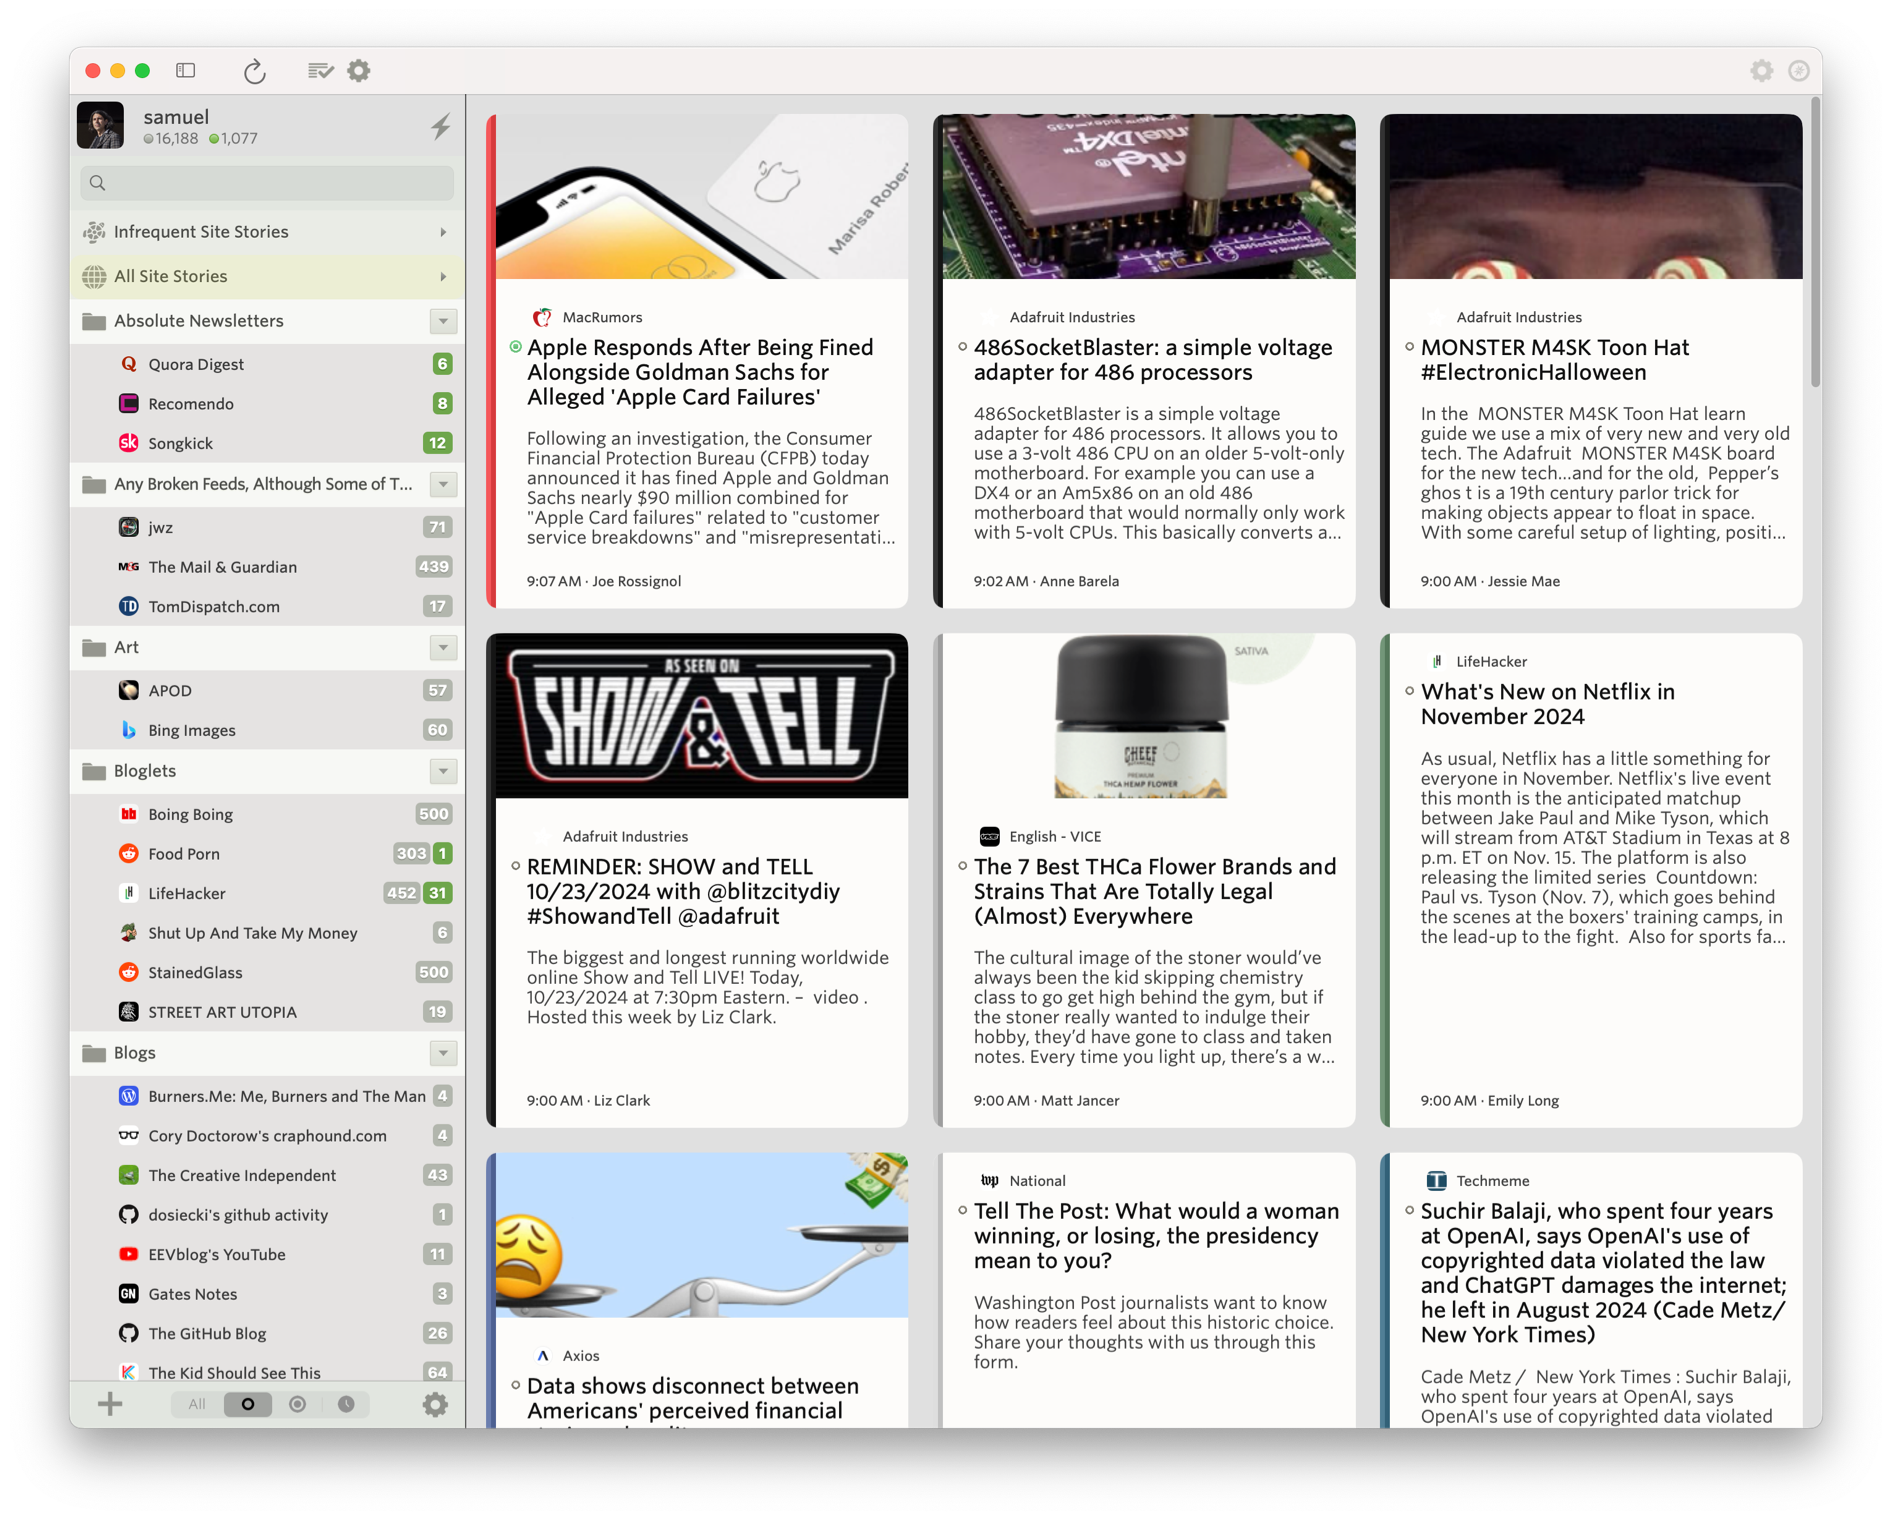 samuel
16,188 1,077
Infrequent Site Stories
All Site Stories
Absolute Newsletters
Quora Digest 6
Recomendo 8
Songkick 12
Any Broken Feeds, Although Some of T...
jwz 71
The Mail & Guardian 439
TomDispatch.com 17
Art
APOD 57
Bing Images 60
Bloglets
Boing Boing 500
Food Porn 303 1
LifeHacker 452 31
Shut Up And Take My Money 6
StainedGlass 500
STREET ART UTOPIA 19
Blogs
Burners.Me: Me, Burners and The Man 4
Cory Doctorow's craphound.com 4
The Creative Independent 43
dosiecki's github activity 1
EEVblog's YouTube 11
GN Gates Notes 3
The GitHub Blog 26
The Kid Should See This 64
All
Marisa Rober
MacRumors
Apple Responds After Being Fined
Alongside Goldman Sachs for
Alleged 'Apple Card Failures'
Following an investigation, the Consumer
Financial Protection Bureau (CFPB) today
announced it has fined Apple and Goldman
Sachs nearly $90 million combined for
"Apple Card failures" related to "customer
service breakdowns" and "misrepresentati...
9:07 AM · Joe Rossignol
intel DX4
486SocketBlaster
Adafruit Industries
486SocketBlaster: a simple voltage
adapter for 486 processors
486SocketBlaster is a simple voltage
adapter for 486 processors. It allows you to
use a 3-volt 486 CPU on an older 5-volt-only
motherboard. For example you can use a
DX4 or an Am5x86 on an old 486
motherboard that would normally only work
with 5-volt CPUs. This basically converts a...
9:02 AM · Anne Barela
Adafruit Industries
MONSTER M4SK Toon Hat
#ElectronicHalloween
In the  MONSTER M4SK Toon Hat learn
guide we use a mix of very new and very old
tech. The Adafruit  MONSTER M4SK board
for the new tech...and for the old,  Pepper's
ghos t is a 19th century parlor trick for
making objects appear to float in space.
With some careful setup of lighting, positi...
9:00 AM · Jessie Mae
AS SEEN ON
SHOW & TELL
Adafruit Industries
REMINDER: SHOW and TELL
10/23/2024 with @blitzcitydiy
#ShowandTell @adafruit
The biggest and longest running worldwide
online Show and Tell LIVE! Today,
10/23/2024 at 7:30pm Eastern. –  video .
Hosted this week by Liz Clark.
9:00 AM · Liz Clark
SATIVA
CHEEF
PREMIUM
THCA HEMP FLOWER
English - VICE
The 7 Best THCa Flower Brands and
Strains That Are Totally Legal
(Almost) Everywhere
The cultural image of the stoner would've
always been the kid skipping chemistry
class to go get high behind the gym, but if
the stoner really wanted to indulge their
hobby, they'd have gone to class and taken
notes. Every time you light up, there's a w...
9:00 AM · Matt Jancer
LifeHacker
What's New on Netflix in
November 2024
As usual, Netflix has a little something for
everyone in November. Netflix's live event
this month is the anticipated matchup
between Jake Paul and Mike Tyson, which
will stream from AT&T Stadium in Texas at 8
p.m. ET on Nov. 15. The platform is also
releasing the limited series  Countdown:
Paul vs. Tyson (Nov. 7), which goes behind
the scenes at the boxers' training camps, in
the lead-up to the fight.  Also for sports fa...
9:00 AM · Emily Long
Axios
Data shows disconnect between
Americans' perceived financial
National
Tell The Post: What would a woman
winning, or losing, the presidency
mean to you?
Washington Post journalists want to know
how readers feel about this historic choice.
Share your thoughts with us through this
form.
Techmeme
Suchir Balaji, who spent four years
at OpenAI, says OpenAI's use of
copyrighted data violated the law
and ChatGPT damages the internet;
he left in August 2024 (Cade Metz/
New York Times)
Cade Metz /  New York Times : Suchir Balaji,
who spent four years at OpenAI, says
OpenAI's use of copyrighted data violated